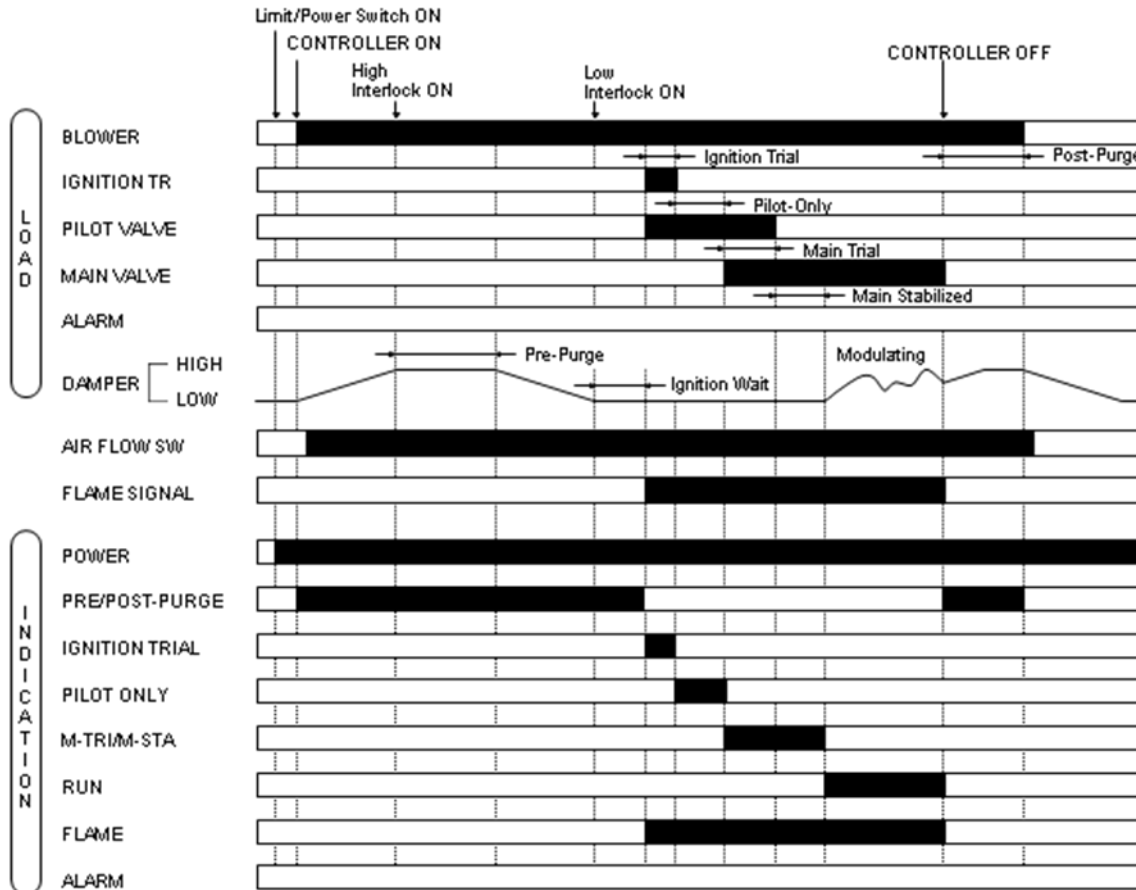 Limit/Power Switch ON
CONTROLLER ON
High
Interlock ON
Low
Interlock ON
CONTROLLER OFF
LOAD
BLOWER
Ignition Trial
Post-Purge
IGNITION TR
Pilot-Only
PILOT VALVE
Main Trial
MAIN VALVE
Main Stabilized
ALARM
Pre-Purge
Modulating
HIGH
DAMPER
LOW
Ignition Wait
AIR FLOW SW
FLAME SIGNAL
INDICATION
POWER
PRE/POST-PURGE
IGNITION TRIAL
PILOT ONLY
M-TRI/M-STA
RUN
FLAME
ALARM